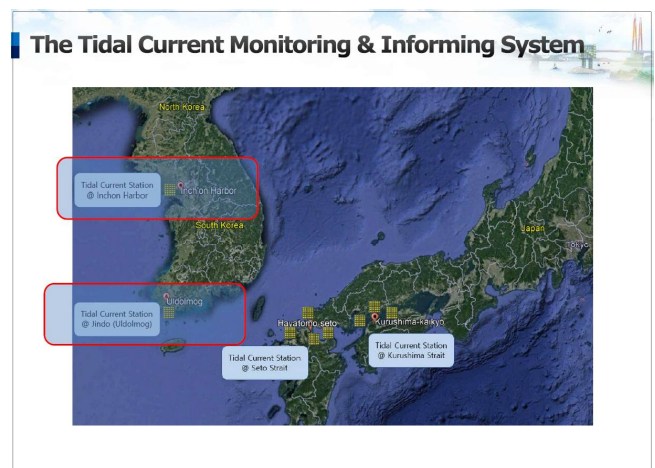 The Tidal Current Monitoring & Informing System
North Korea
Tidal Current Station
@ Inchon Harbor
Inch'on Harbor
South Korea
Japan
Tokyo
Uldolmog
Tidal Current Station
@ Jindo (Uldolmog)
Hayatomo-seto
Kurushima-kaikyo
Tidal Current Station
@ Seto Strait
Tidal Current Station
@ Kurushima Strait